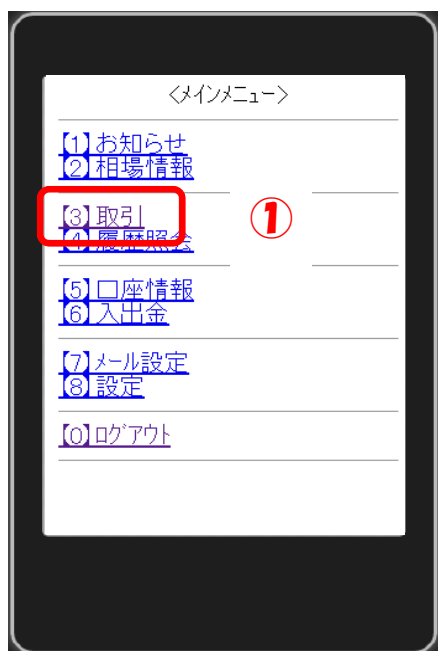 <メインメニュー>
【1】お知らせ
【2】相場情報
【3】取引
①
【4】履歴照会
【5】口座情報
【6】入出金
【7】メール設定
【8】設定
【0】ログアウト